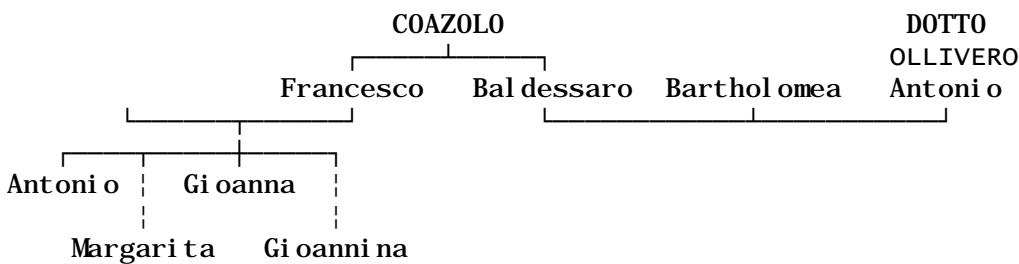 COAZOLO DOTTO
OLLIVERO
Francesco Baldessaro Bartholomea Antonio
Antonio Gioanna
Margarita Gioannina